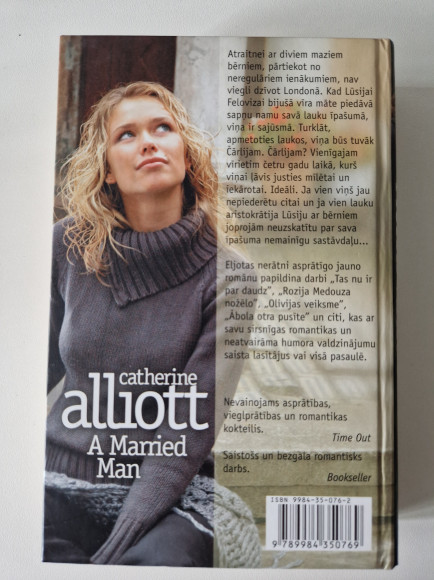 Atraitnei ar diviem maziem
bērniem, pārtiekot no
neregulāriem ienākumiem, nav
viegli dzīvot Londonā. Kad Lūsijai
Felovizai bijušā vīra māte piedāvā
sapņu namu savā lauku īpašumā,
viņa ir sajūsmā. Turklāt,
apmetoties laukos, viņa būs tuvāk
Čārlijam. Čārlijam? Vienīgajam
vīrietim četru gadu laikā, kurš
viņai ļāvis justies mīlētai un
iekārotai. Ideāli. Ja vien viņš jau
nepiederētu citai un ja vien lauku
aristokrātija Lūsiju ar bērniem
joprojām neuzskatītu par sava
īpašuma nemainīgu sastāvdaļu...
Eljotas nerātni asprātīgo jauno
romānu papildina darbi „Tas nu ir
par daudz”, „Rozija Medouza
nožēlo”, „Olīvijas veiksme”,
„Ābola otra pusīte” un citi, kas ar
savu sirsnīgas romantikas un
neatvairāma humora valdzinājumu
saista lasītājus vai visā pasaulē.
catherine
alliott
A Married
Man
Nevainojams asprātības,
vieglprātības un romantikas
kokteilis.
Time Out
Saistošs un bezgala romantisks
darbs.
Bookseller
ISBN 9984-35-076-2
9 789984 350769